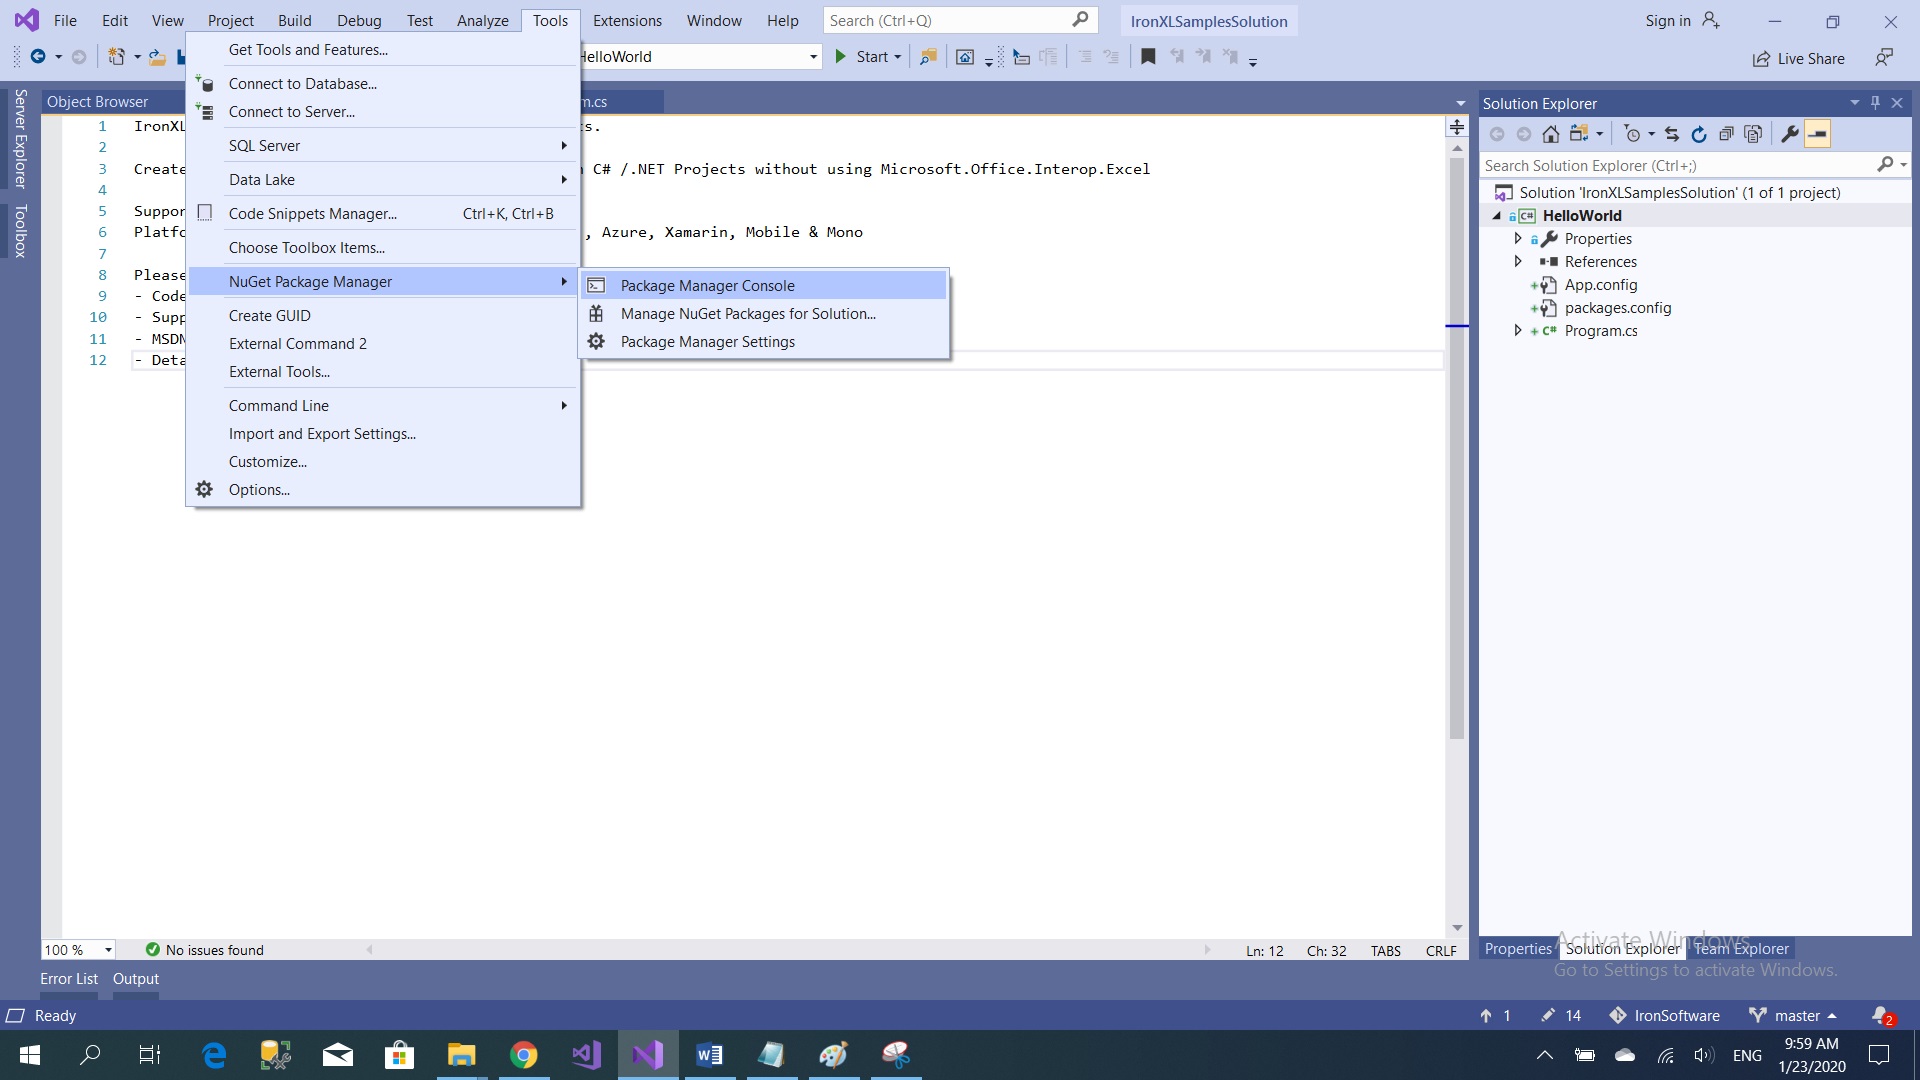 File Edit View Project Build Debug Test Analyze Tools Extensions Window Help Search (Ctrl+Q) IronXLSamplesSolution Sign in
HelloWorld Start Live Share
Get Tools and Features...
Connect to Database...
Connect to Server...
SQL Server
Data Lake
Code Snippets Manager... Ctrl+K, Ctrl+B
Choose Toolbox Items...
NuGet Package Manager
Create GUID
External Command 2
External Tools...
Command Line
Import and Export Settings...
Customize...
Options...
Package Manager Console
Manage NuGet Packages for Solution...
Package Manager Settings
Server Explorer
Toolbox
Object Browser m.cs
1 IronXL s.
2
3 Create C# /.NET Projects without using Microsoft.Office.Interop.Excel
4
5 Suppor
6 Platfo , Azure, Xamarin, Mobile & Mono
7
8 Please
9 - Code
10 - Supp
11 - MSDN
12 - Deta
100 % No issues found Ln: 12 Ch: 32 TABS CRLF
Error List Output
Solution Explorer
Search Solution Explorer (Ctrl+;)
Solution 'IronXLSamplesSolution' (1 of 1 project)
C# HelloWorld
Properties
References
App.config
packages.config
C# Program.cs
Properties Solution Explorer Team Explorer
Activate Windows
Go to Settings to activate Windows.
Ready 1 14 IronSoftware master 2
ENG 9:59 AM
1/23/2020